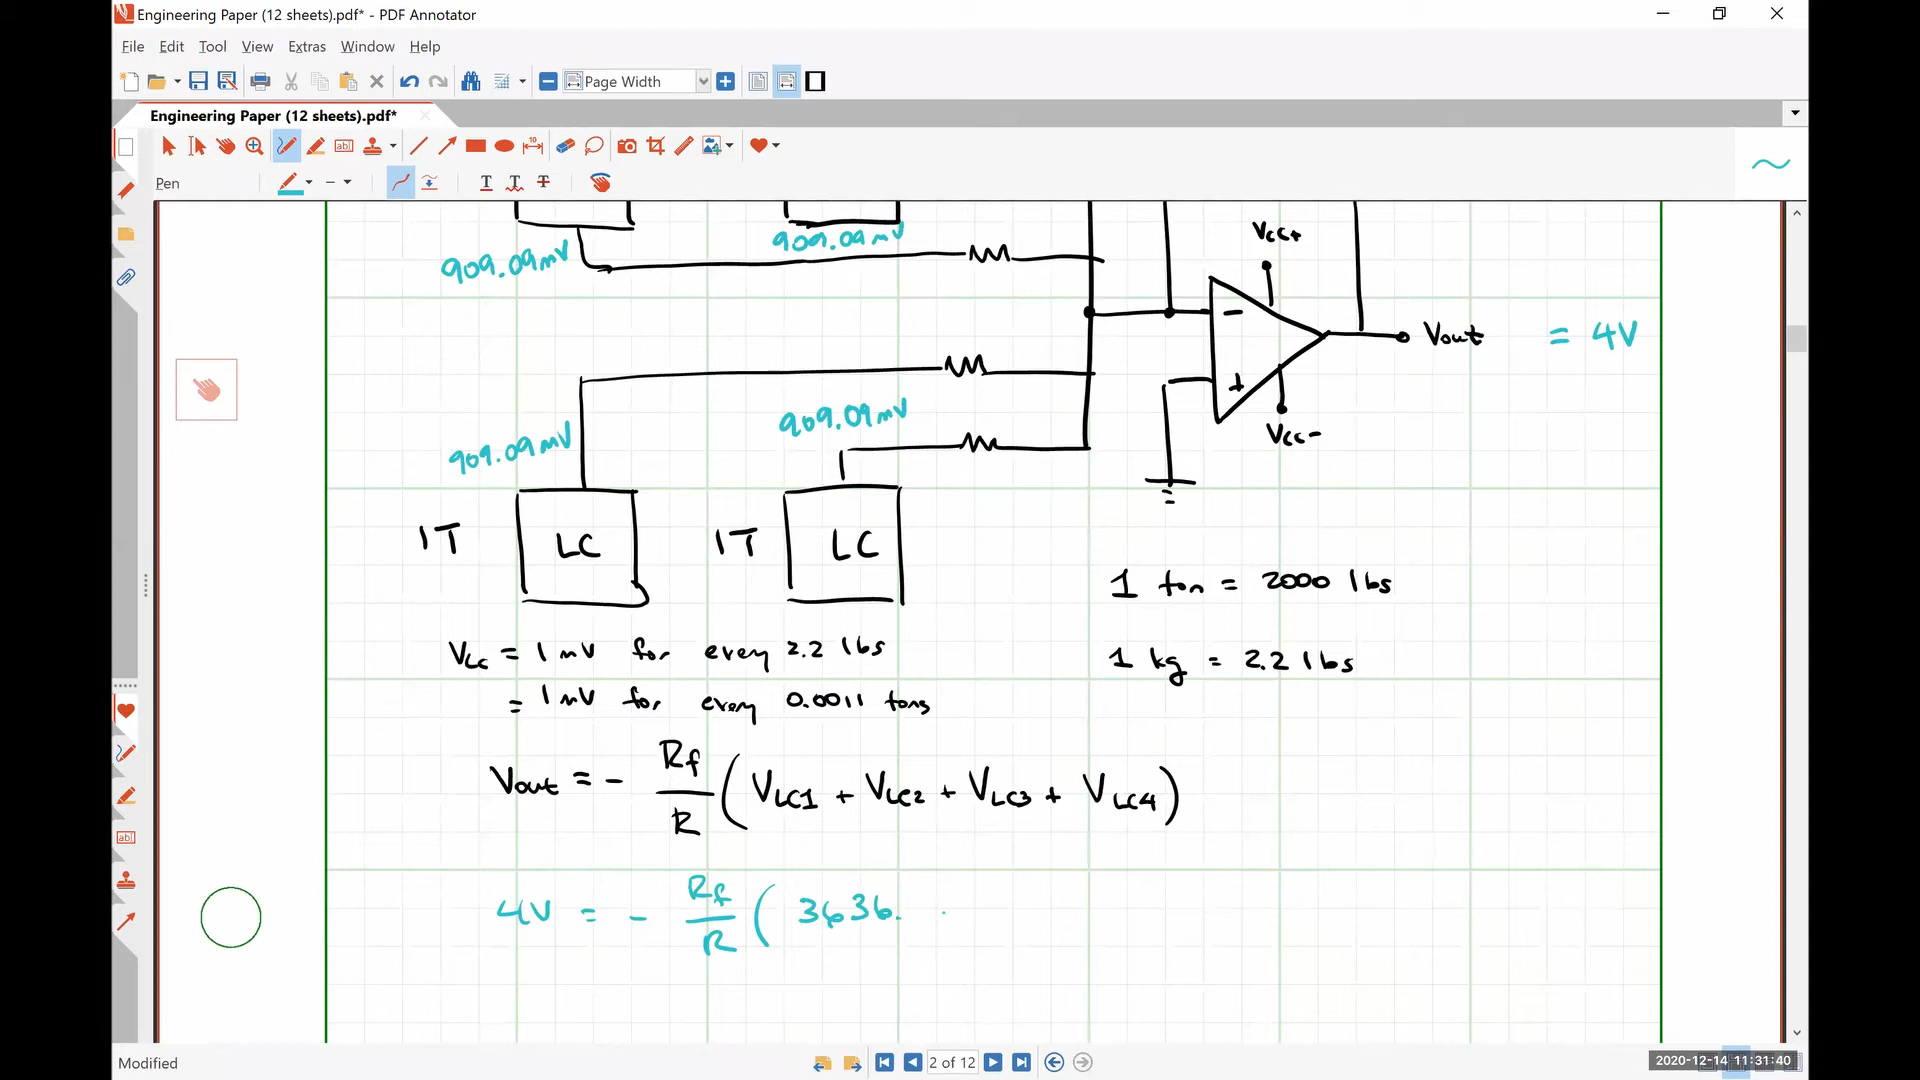 Engineering Paper (12 sheets).pdf* - PDF Annotator
File Edit Tool View Extras Window Help
Page Width
Engineering Paper (12 sheets).pdf*
Pen
909.09mV
909.09mV
Vcc+
-
Vout = 4V
+
Vcc-
909.09mV
909.09mV
1T LC 1T LC
1 ton = 2000 lbs
1 kg = 2.2 lbs
VLC = 1 mV for every 2.2 lbs
= 1 mV for every 0.0011 tons
Vout = - Rf/R (VLC1 + VLC2 + VLC3 + VLC4)
4V = - Rf/R ( 3636.
Modified
2 of 12
2020-12-14 11:31:40